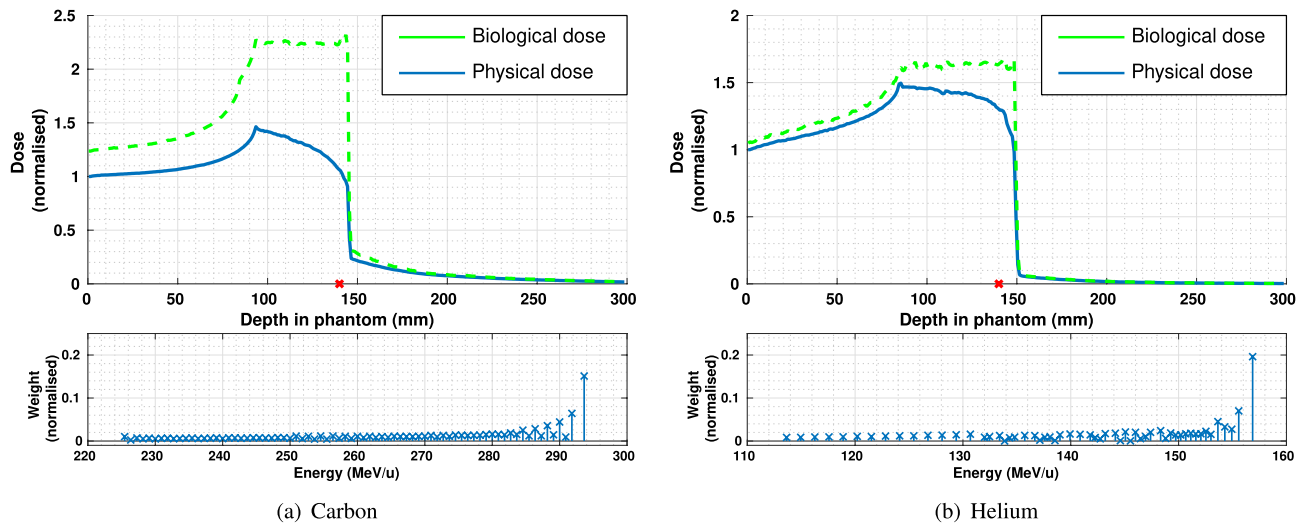 2.5
2
1.5
1
0.5
0
Dose
(normalised)
Biological dose
Physical dose
0 50 100 150 200 250 300
Depth in phantom (mm)
0.2
0.1
0
Weight
(normalised)
220 230 240 250 260 270 280 290 300
Energy (MeV/u)
(a) Carbon
2
1.5
1
0.5
0
Dose
(normalised)
Biological dose
Physical dose
0 50 100 150 200 250 300
Depth in phantom (mm)
0.2
0.1
0
Weight
(normalised)
110 120 130 140 150 160
Energy (MeV/u)
(b) Helium